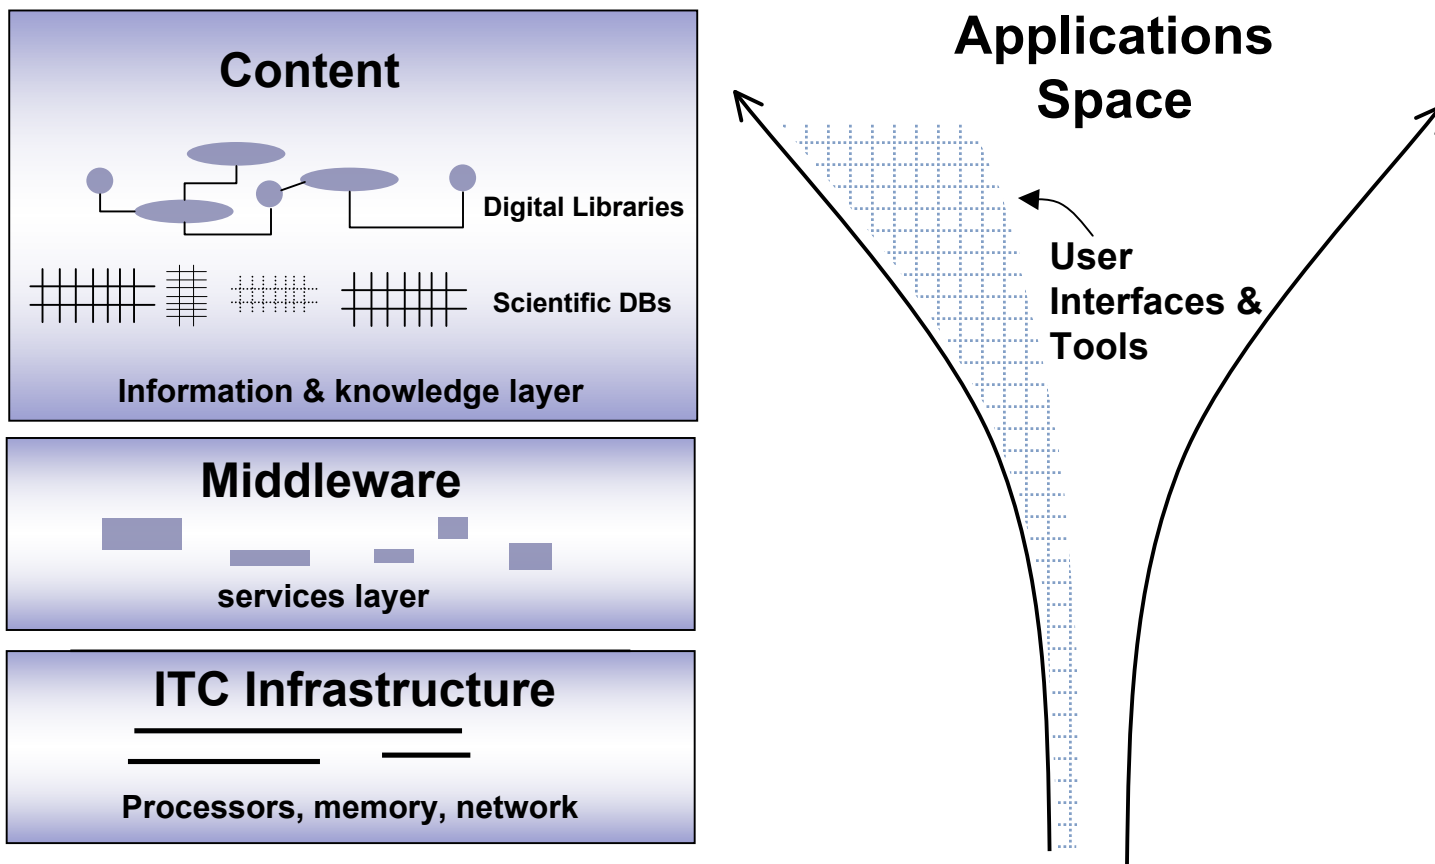 Content
Digital Libraries
Scientific DBs
Information & knowledge layer
Middleware
services layer
ITC Infrastructure
Processors, memory, network
Applications
Space
User
Interfaces &
Tools